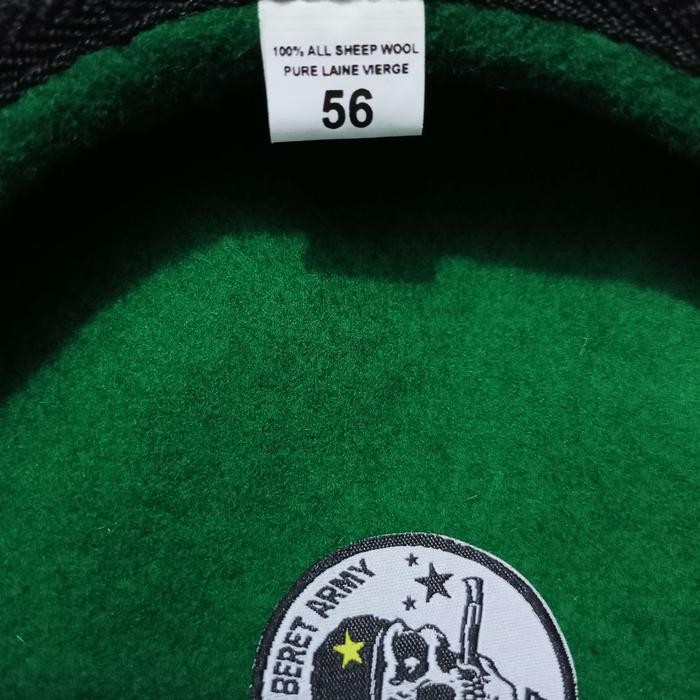 100% ALL SHEEP WOOL
PURE LAINE VIERGE
56
BERET ARMY